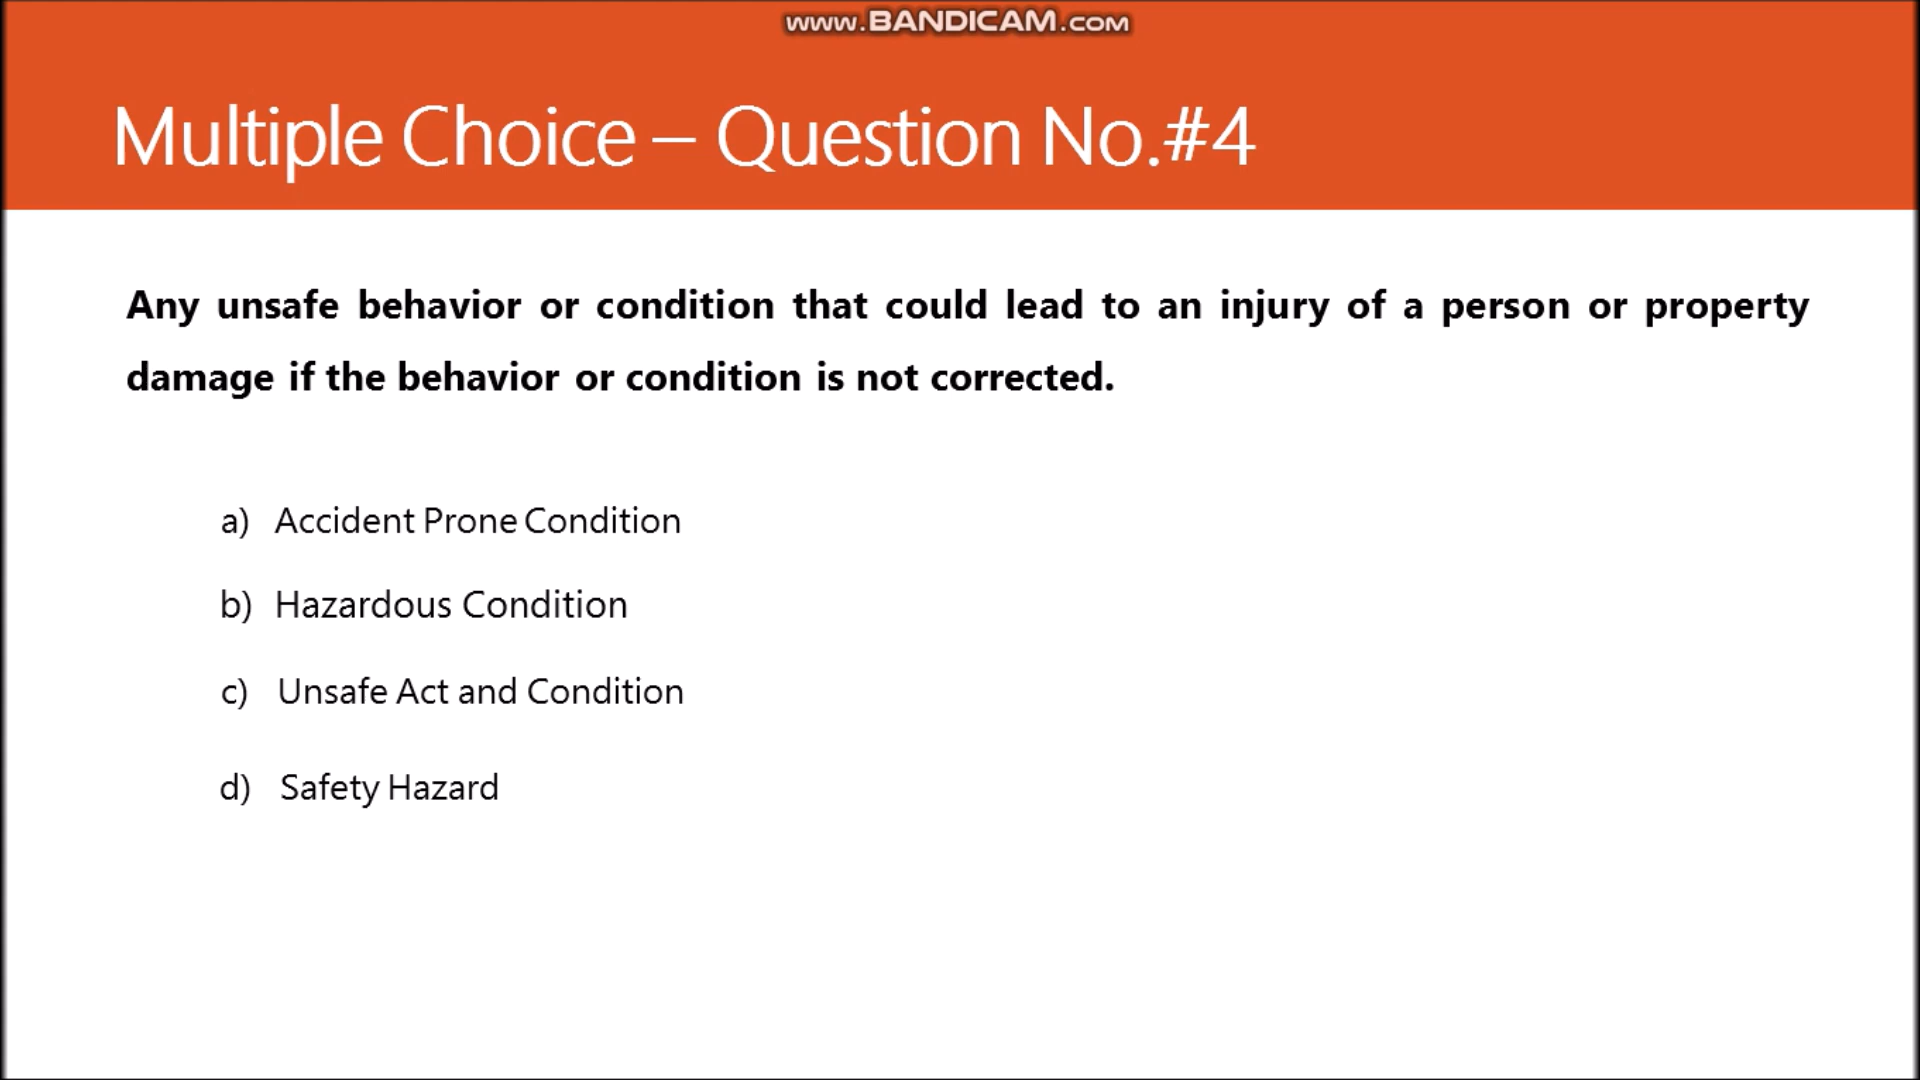 www.BANDICAM.com
Multiple Choice – Question No.#4
Any unsafe behavior or condition that could lead to an injury of a person or property
damage if the behavior or condition is not corrected.
a) Accident Prone Condition
b) Hazardous Condition
c) Unsafe Act and Condition
d) Safety Hazard